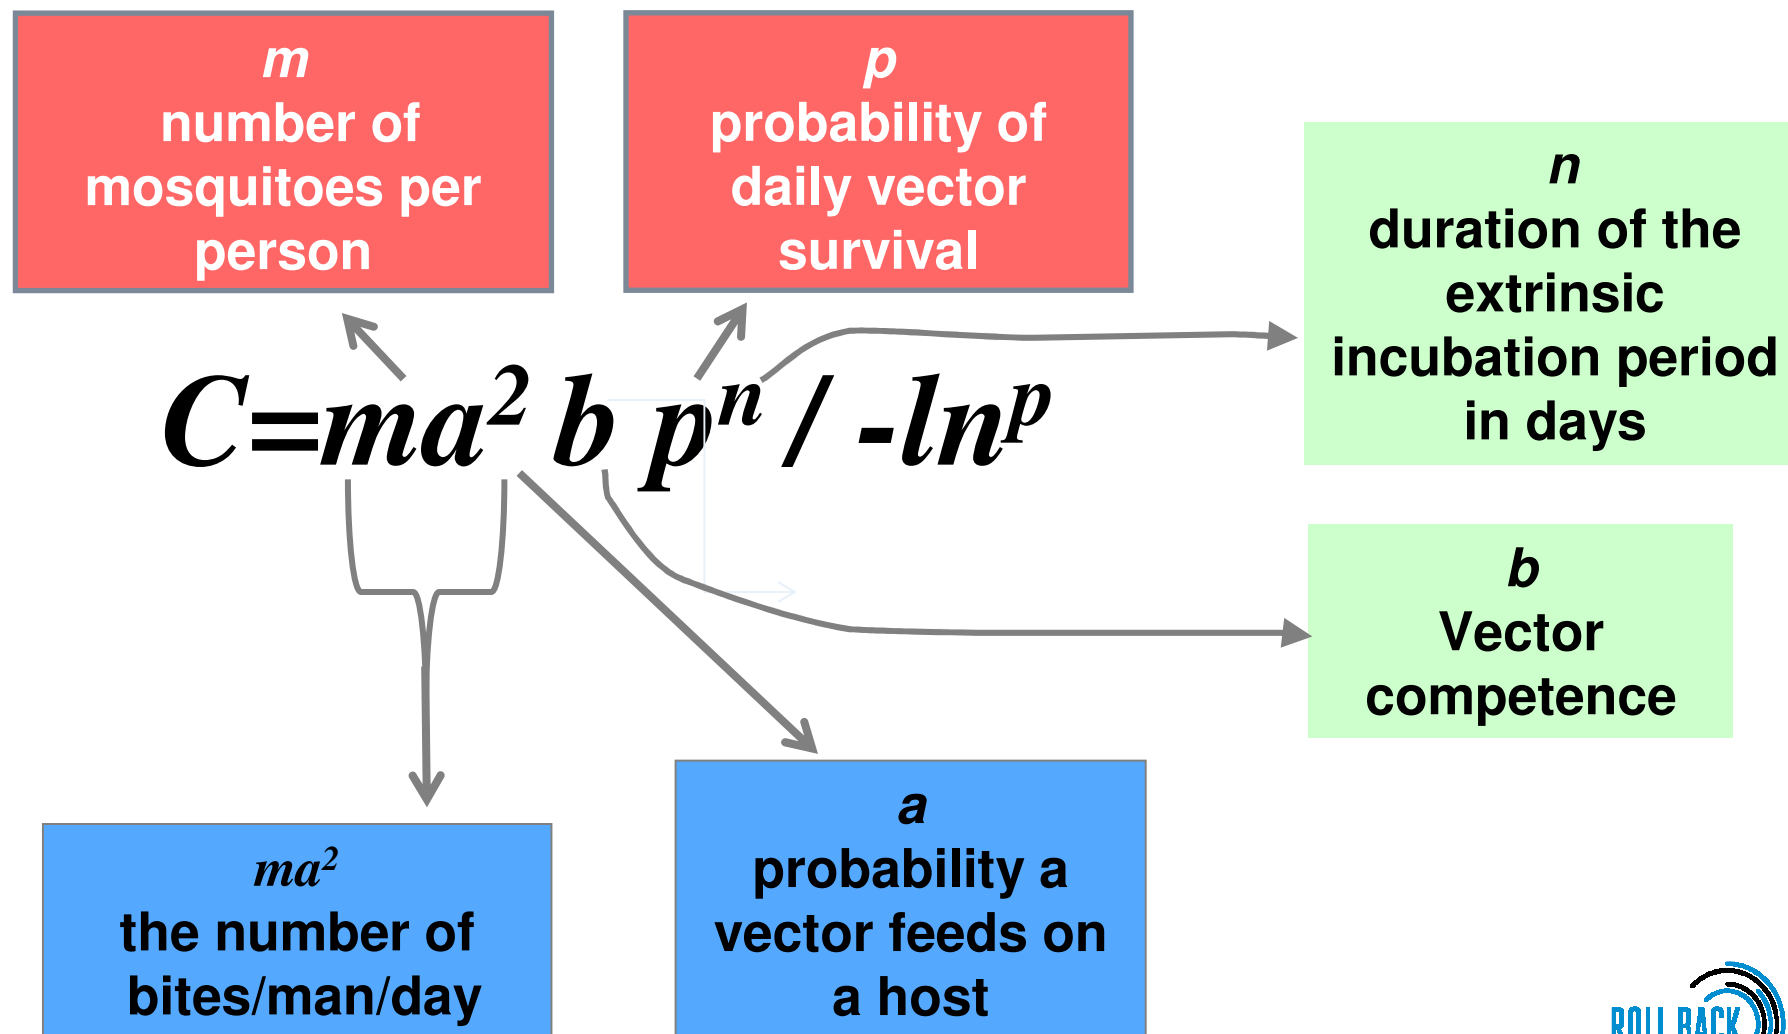 m
number of
mosquitoes per
person
p
probability of
daily vector
survival
n
duration of the
extrinsic
incubation period
in days
C=ma² b pⁿ / -lnᵖ
b
Vector
competence
ma²
the number of
bites/man/day
a
probability a
vector feeds on
a host
ROLL BACK